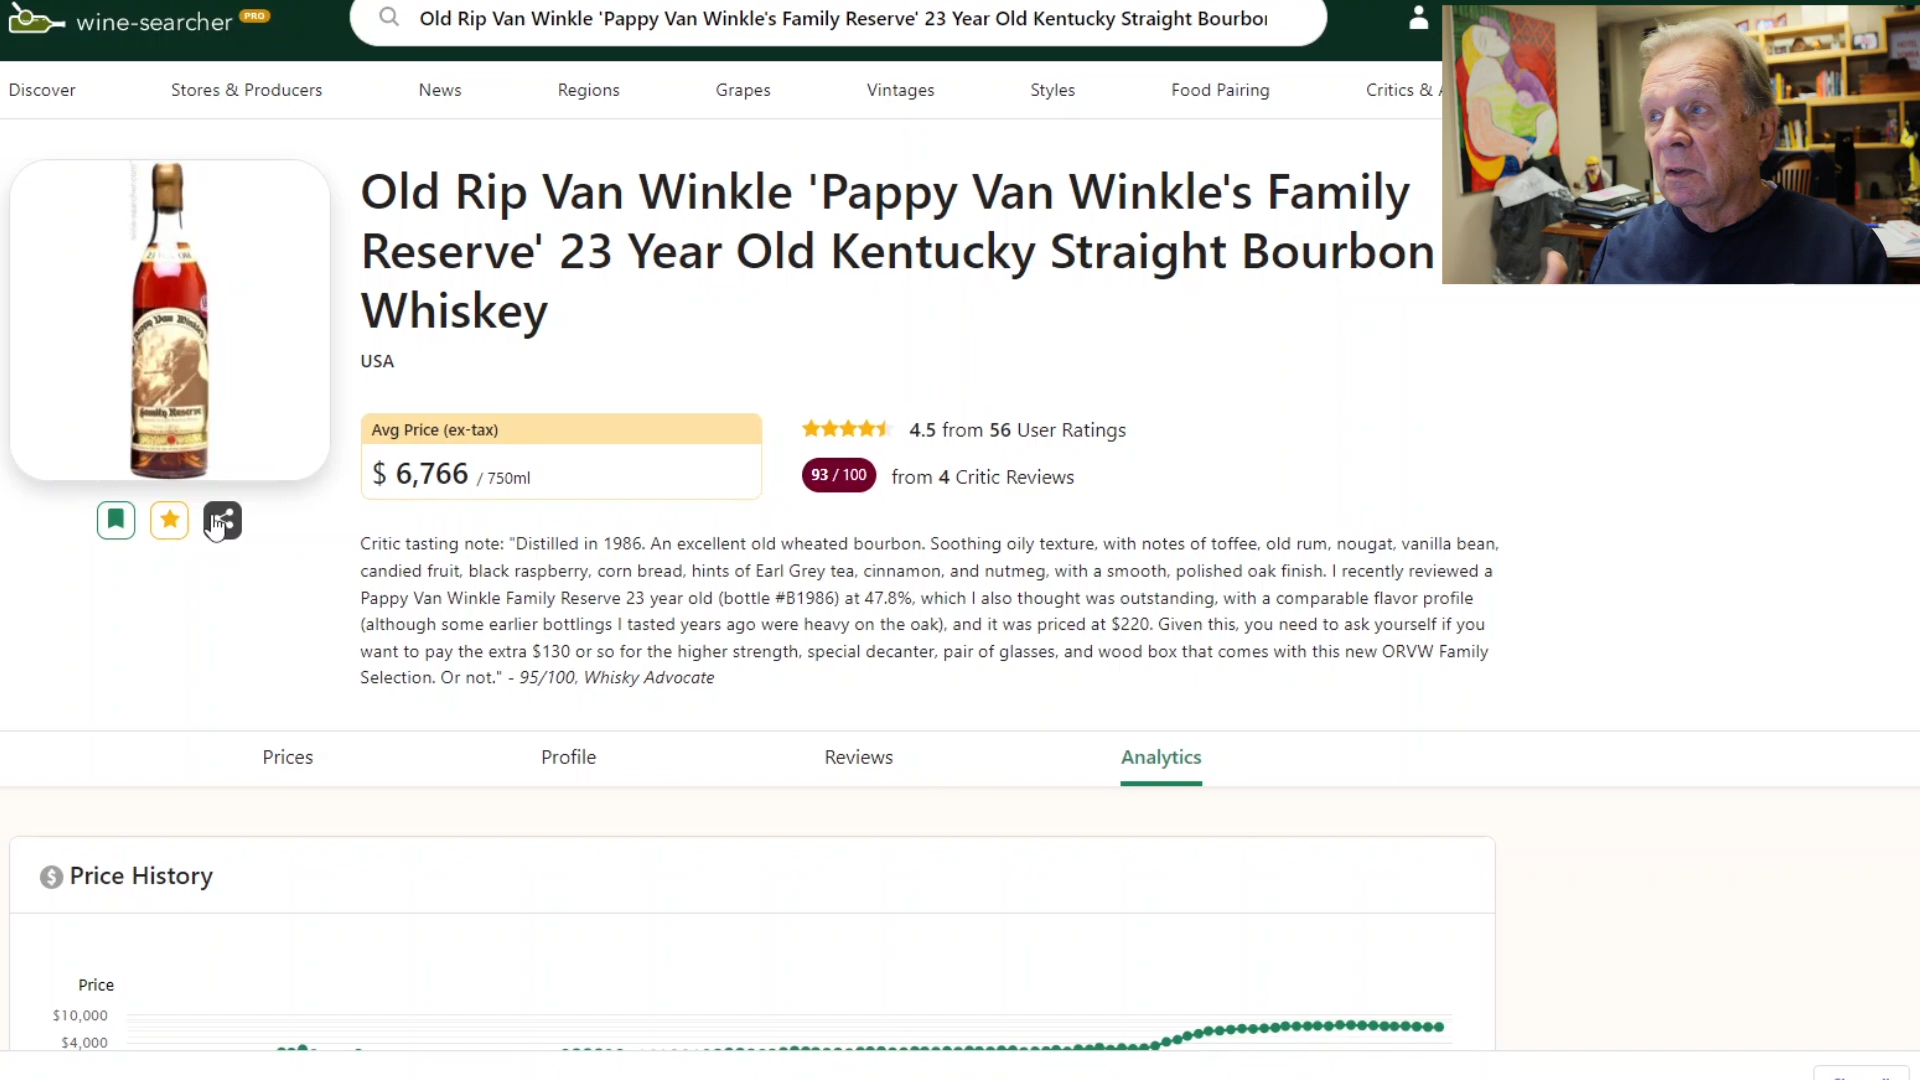 wine-searcher PRO
Old Rip Van Winkle 'Pappy Van Winkle's Family Reserve' 23 Year Old Kentucky Straight Bourbon
Discover
Stores & Producers
News
Regions
Grapes
Vintages
Styles
Food Pairing
Critics &
Old Rip Van Winkle 'Pappy Van Winkle's Family
Reserve' 23 Year Old Kentucky Straight Bourbon
Whiskey
USA
Pappy Van Winkle's
Family Reserve
Avg Price (ex-tax)
$ 6,766 / 750ml
4.5 from 56 User Ratings
93 / 100 from 4 Critic Reviews
Critic tasting note: "Distilled in 1986. An excellent old wheated bourbon. Soothing oily texture, with notes of toffee, old rum, nougat, vanilla bean,
candied fruit, black raspberry, corn bread, hints of Earl Grey tea, cinnamon, and nutmeg, with a smooth, polished oak finish. I recently reviewed a
Pappy Van Winkle Family Reserve 23 year old (bottle #B1986) at 47.8%, which I also thought was outstanding, with a comparable flavor profile
(although some earlier bottlings I tasted years ago were heavy on the oak), and it was priced at $220. Given this, you need to ask yourself if you
want to pay the extra $130 or so for the higher strength, special decanter, pair of glasses, and wood box that comes with this new ORVW Family
Selection. Or not." - 95/100, Whisky Advocate
Prices
Profile
Reviews
Analytics
$ Price History
Price
$10,000
$4,000